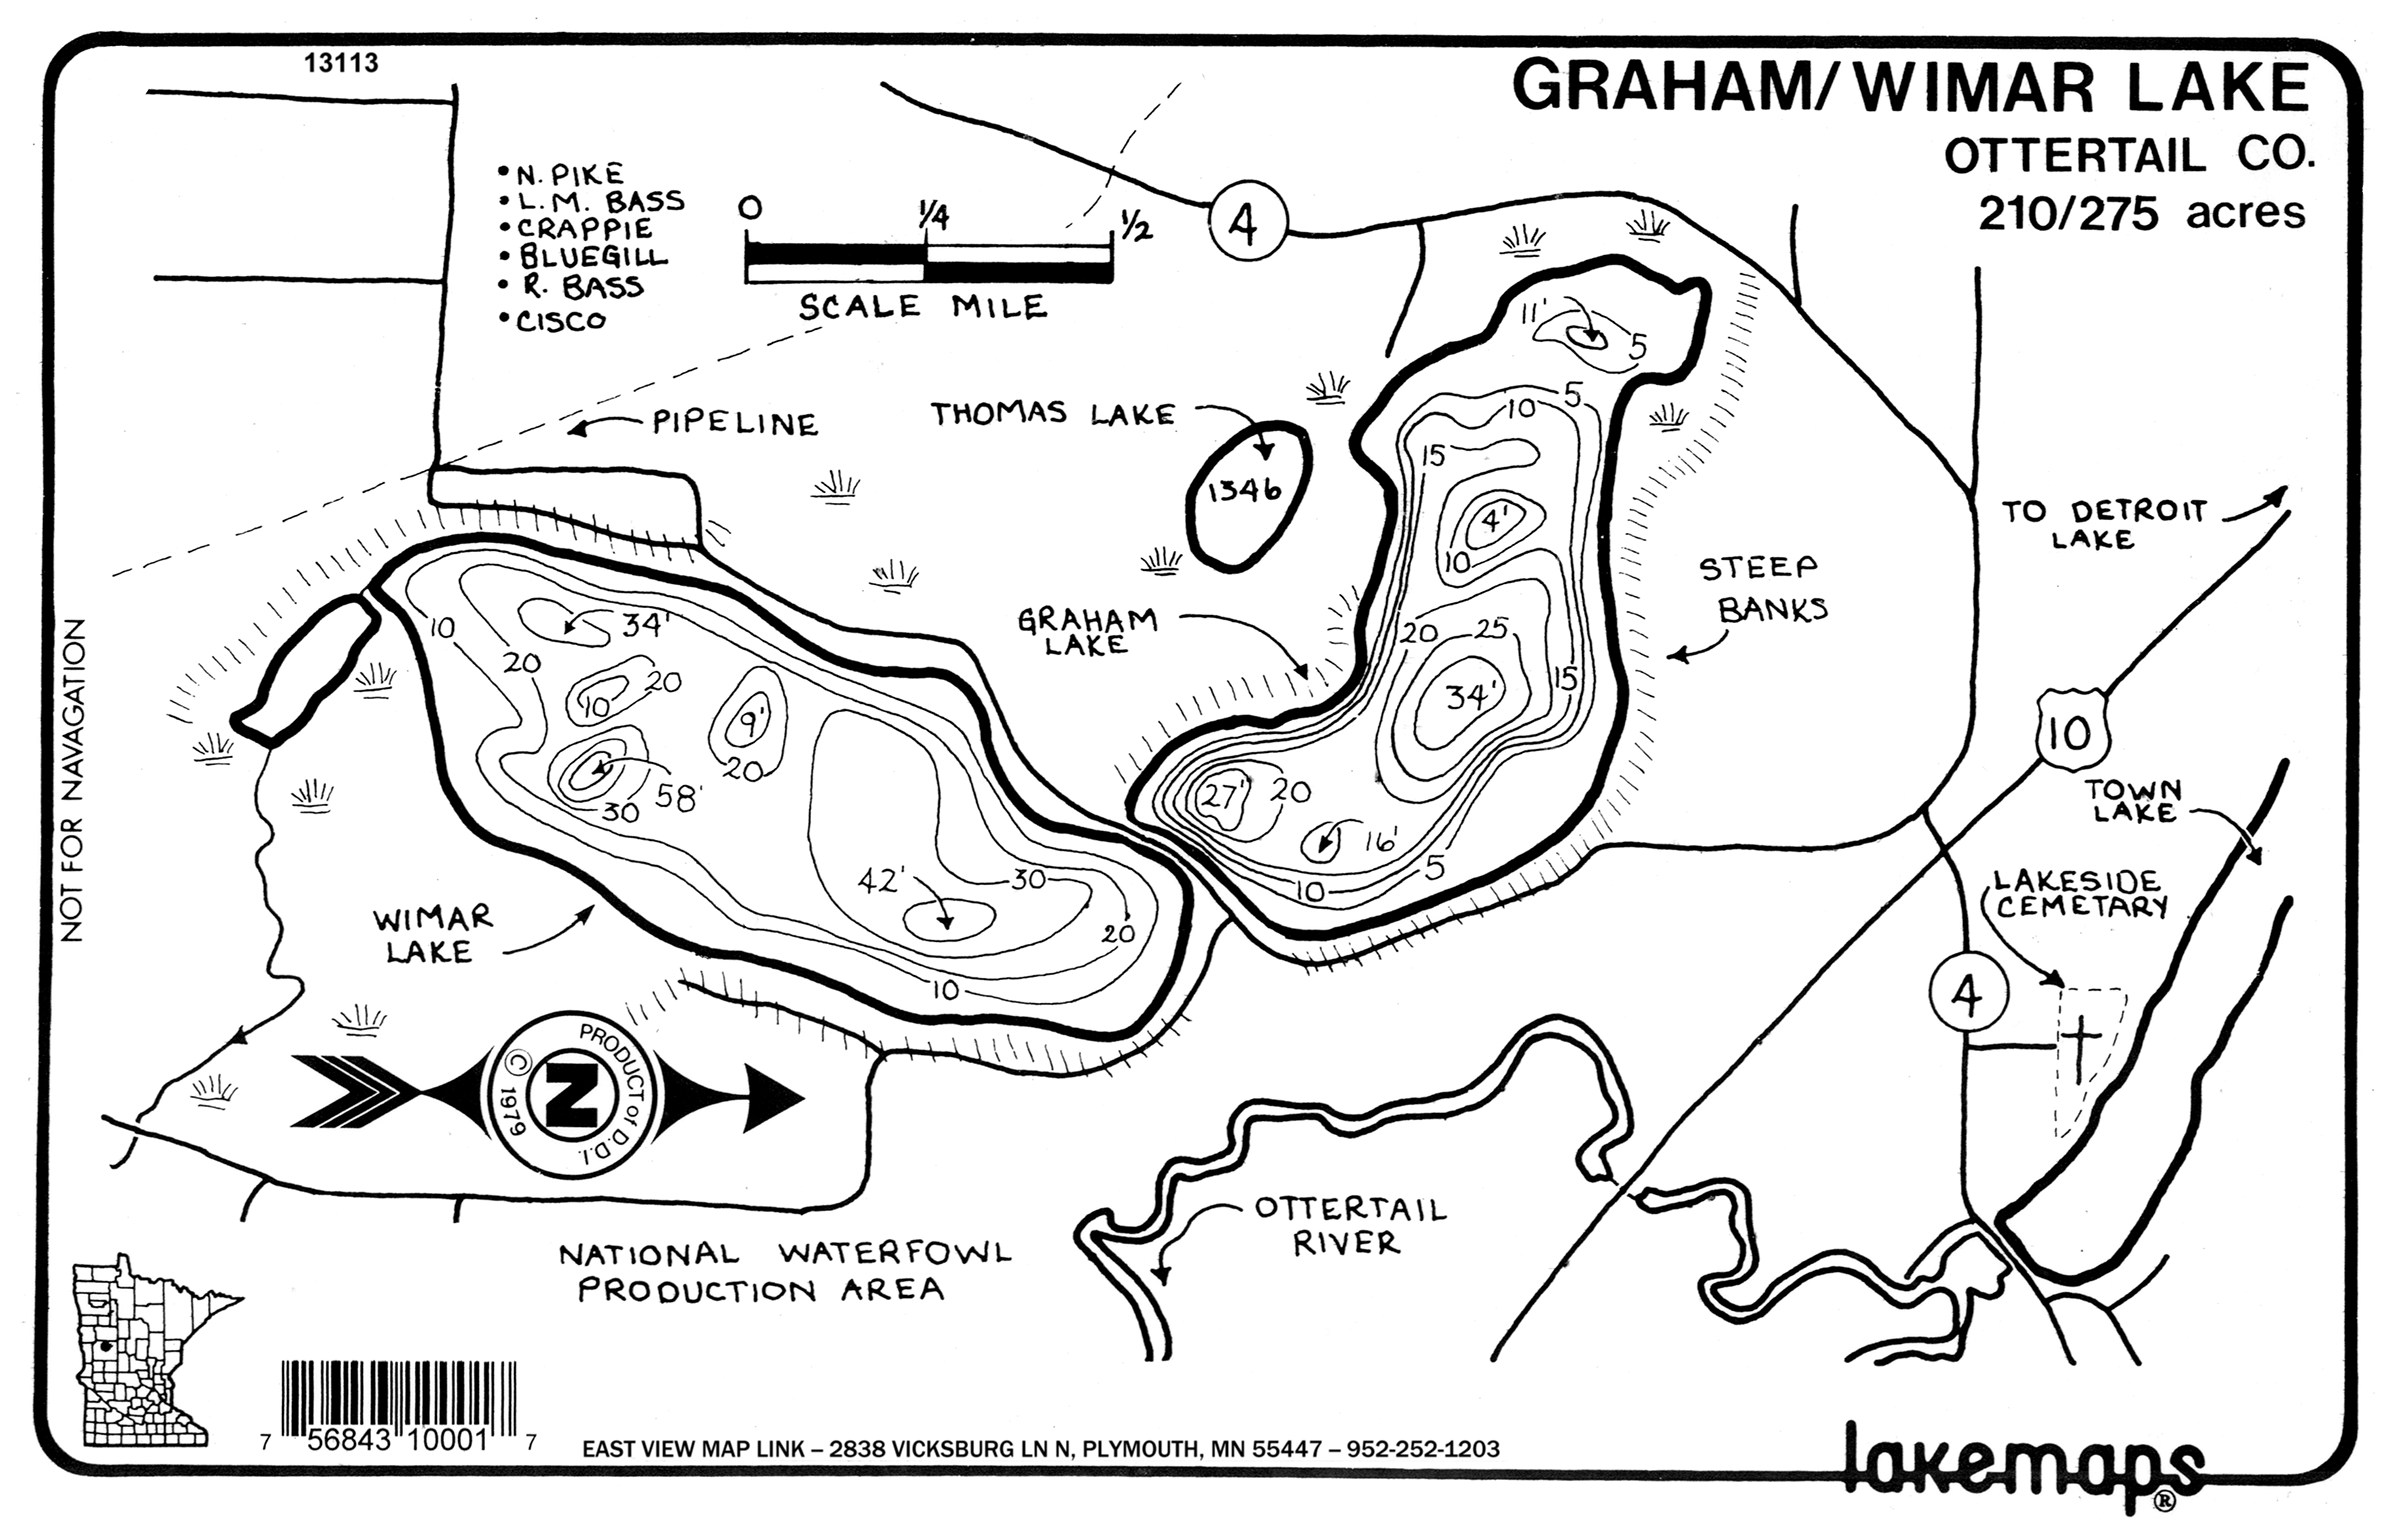 13113
GRAHAM/WIMAR LAKE
OTTERTAIL CO.
210/275 acres
•N. PIKE
•L.M. BASS
•CRAPPIE
•BLUEGILL
•R. BASS
•CISCO
0 1/4 1/2
SCALE MILE
4
11'
5
PIPELINE
THOMAS LAKE
1346
5
10
15
4'
10
TO DETROIT
LAKE
STEEP
BANKS
GRAHAM
LAKE
20
25
15
34'
10
34'
20
20
10
9'
20
58'
30
27'
20
16'
5
10
42'
30
20
10
10
TOWN
LAKE
LAKESIDE
CEMETARY
4
WIMAR
LAKE
NOT FOR NAVAGATION
N
PRODUCT of D.D.I.
© 1979
OTTERTAIL
RIVER
NATIONAL WATERFOWL
PRODUCTION AREA
7 56843 10001 7
EAST VIEW MAP LINK – 2838 VICKSBURG LN N, PLYMOUTH, MN 55447 – 952-252-1203
lakemaps®